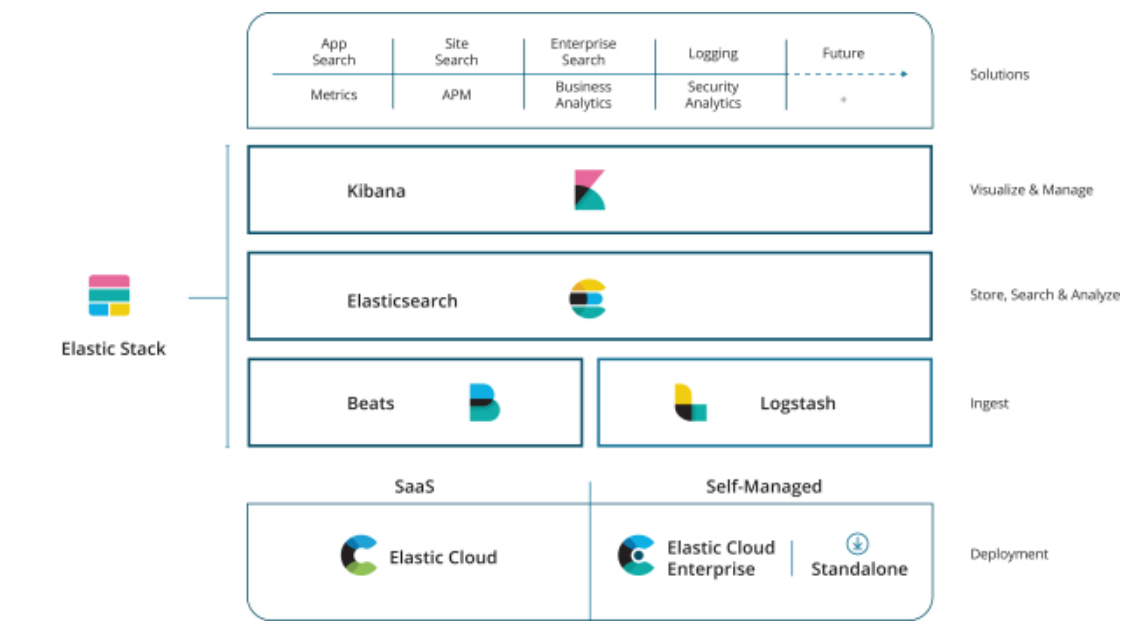 App
Search
Site
Search
Enterprise
Search
Logging
Future
Metrics
APM
Business
Analytics
Security
Analytics
+
Solutions
Kibana
Visualize & Manage
Elasticsearch
Store, Search & Analyze
Elastic Stack
Beats
Logstash
Ingest
SaaS
Self-Managed
Elastic Cloud
Elastic Cloud
Enterprise
Standalone
Deployment